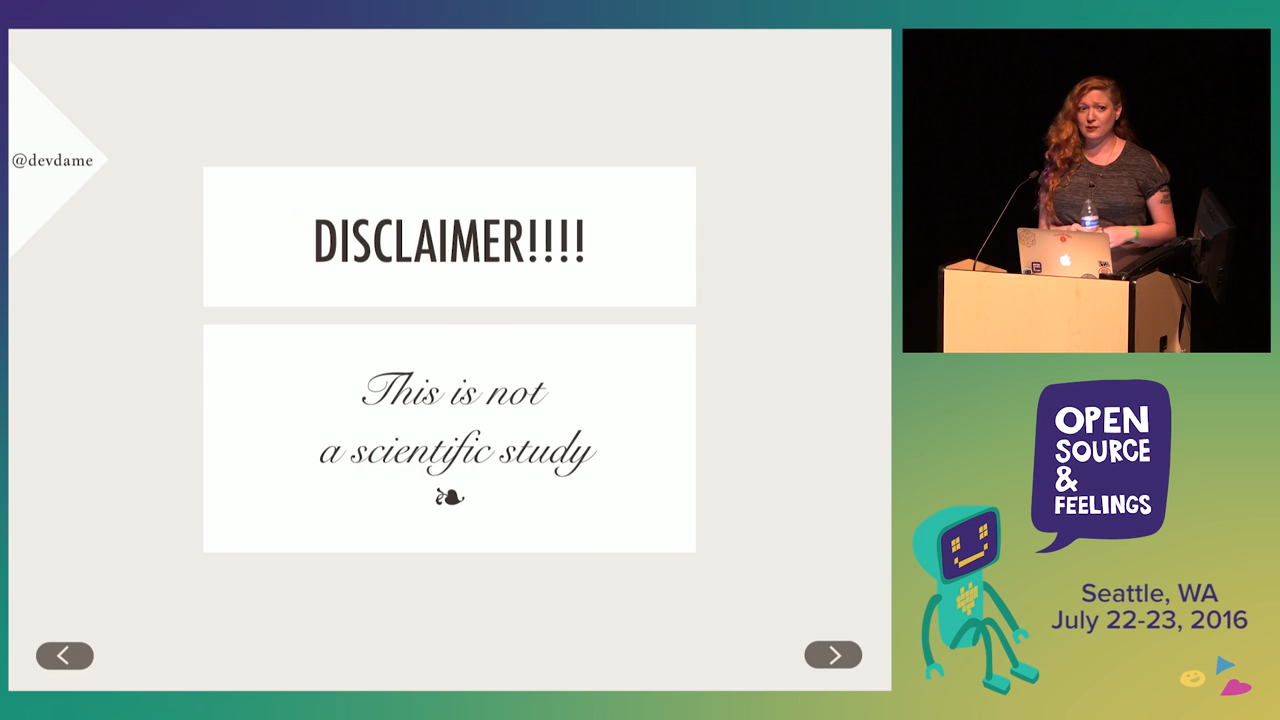 @devdame
DISCLAIMER!!!!
This is not
a scientific study
OPEN
SOURCE
&
FEELINGS
Seattle, WA
July 22-23, 2016